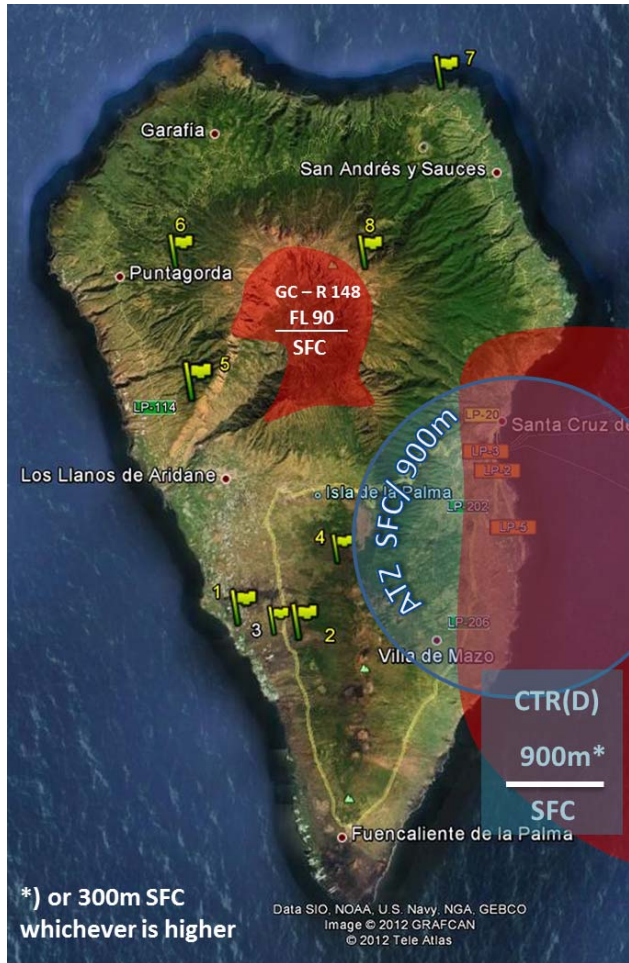 7
Garafía
San Andrés y Sauces
6
8
Puntagorda
GC – R 148
FL 90
SFC
5
LP-114
LP-20
Santa Cruz de
LP-3
LP-2
Los Llanos de Aridane
Isla de la Palma
ATZ SFC/ 900m
LP-202
LP-5
4
1
3
2
LP-206
Villa de Mazo
CTR(D)
900m*
SFC
Fuencaliente de la Palma
*) or 300m SFC
whichever is higher
Data SIO, NOAA, U.S. Navy, NGA, GEBCO
Image © 2012 GRAFCAN
© 2012 Tele Atlas